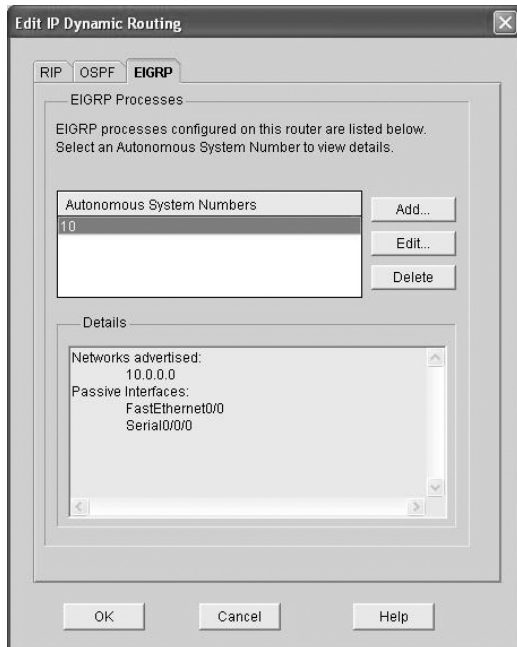 Edit IP Dynamic Routing
RIP OSPF EIGRP
EIGRP Processes
EIGRP processes configured on this router are listed below.
Select an Autonomous System Number to view details.
Autonomous System Numbers
10
Add...
Edit...
Delete
Details
Networks advertised:
10.0.0.0
Passive Interfaces:
FastEthernet0/0
Serial0/0/0
OK Cancel Help